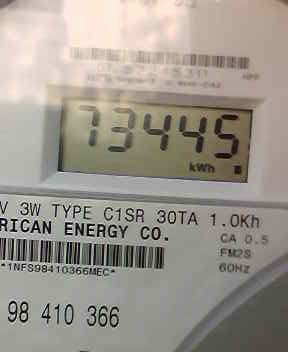 73445
kWh
V 3W TYPE C1SR 30TA 1.0Kh
RICAN ENERGY CO.
CA 0.5
FM2S
60Hz
*1NFS98410366MEC*
98 410 366